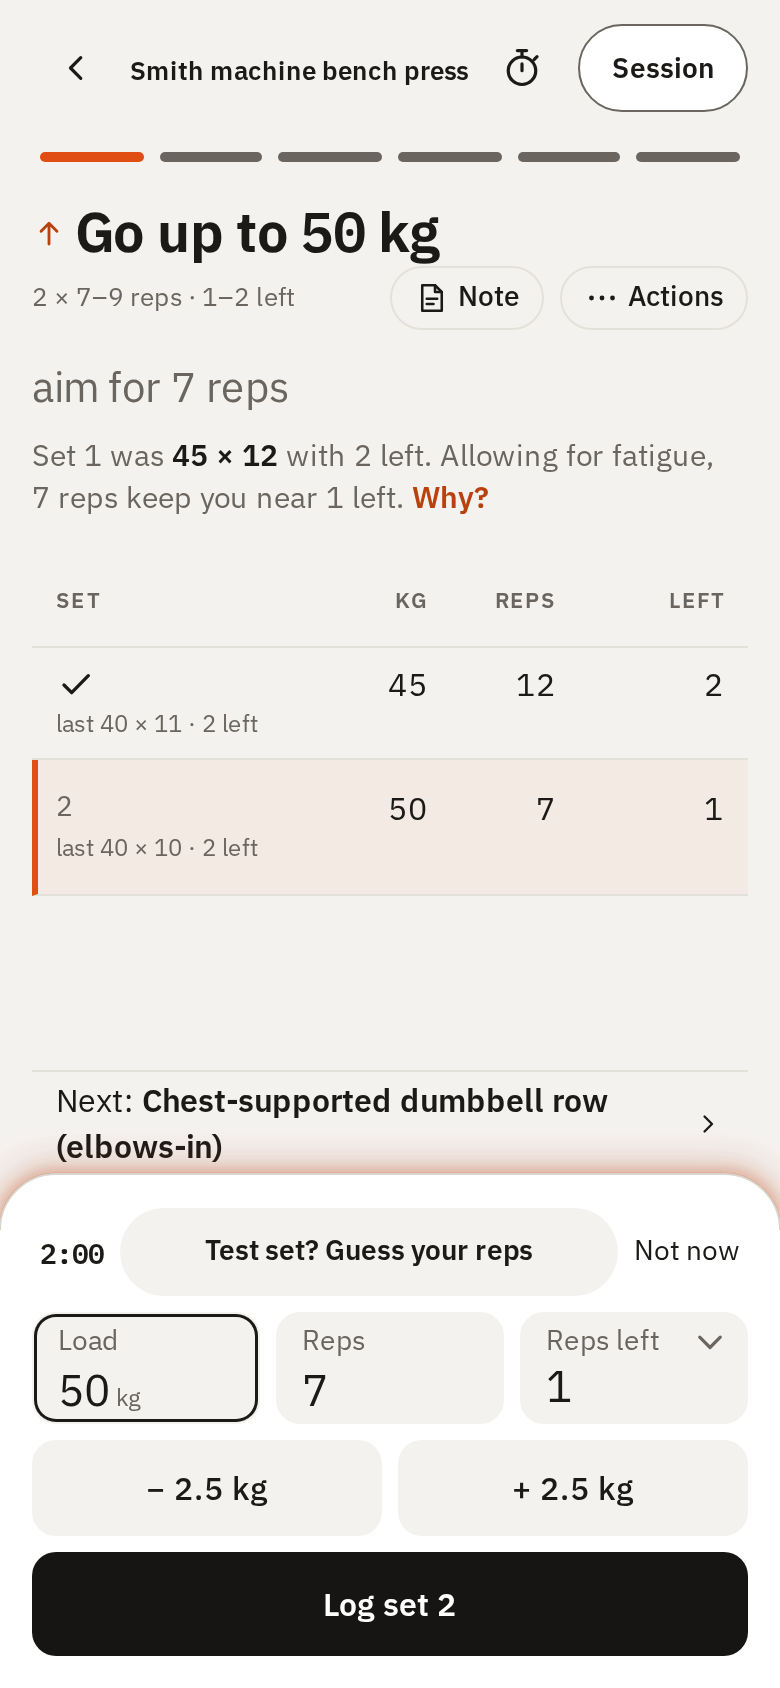 Smith machine bench press
Session
↑ Go up to 50 kg
2 × 7–9 reps · 1–2 left
Note
··· Actions
aim for 7 reps
Set 1 was 45 × 12 with 2 left. Allowing for fatigue,
7 reps keep you near 1 left. Why?
SET KG REPS LEFT
✓ 45 12 2
last 40 × 11 · 2 left
2 50 7 1
last 40 × 10 · 2 left
Next: Chest-supported dumbbell row
(elbows-in)
2:00 Test set? Guess your reps Not now
Load Reps Reps left
50 kg 7 1
− 2.5 kg + 2.5 kg
Log set 2